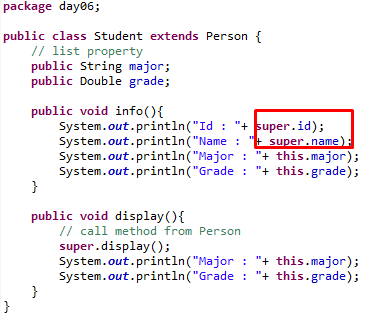 package day06;
public class Student extends Person {
// list property
public String major;
public Double grade;
public void info(){
System.out.println("Id : "+ super.id);
System.out.println("Name : "+ super.name);
System.out.println("Major : "+ this.major);
System.out.println("Grade : "+ this.grade);
}
public void display(){
// call method from Person
super.display();
System.out.println("Major : "+ this.major);
System.out.println("Grade : "+ this.grade);
}
}